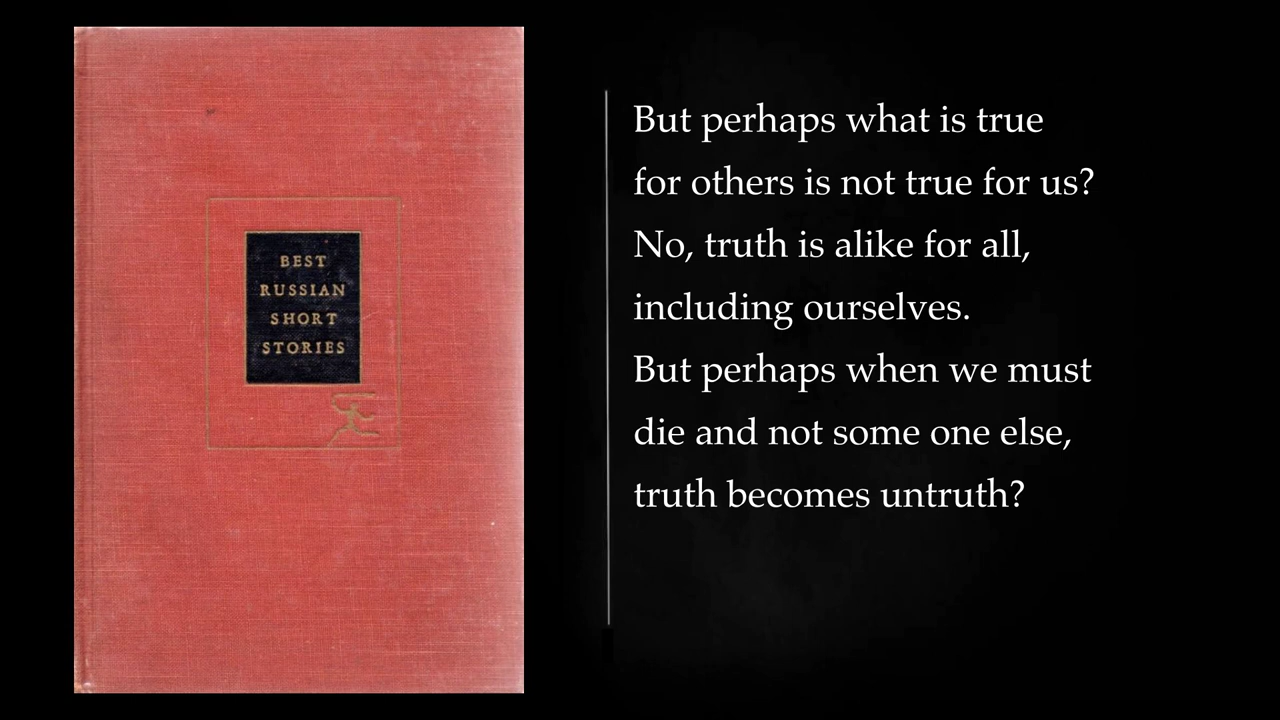 BEST
RUSSIAN
SHORT
STORIES
But perhaps what is true
for others is not true for us?
No, truth is alike for all,
including ourselves.
But perhaps when we must
die and not some one else,
truth becomes untruth?